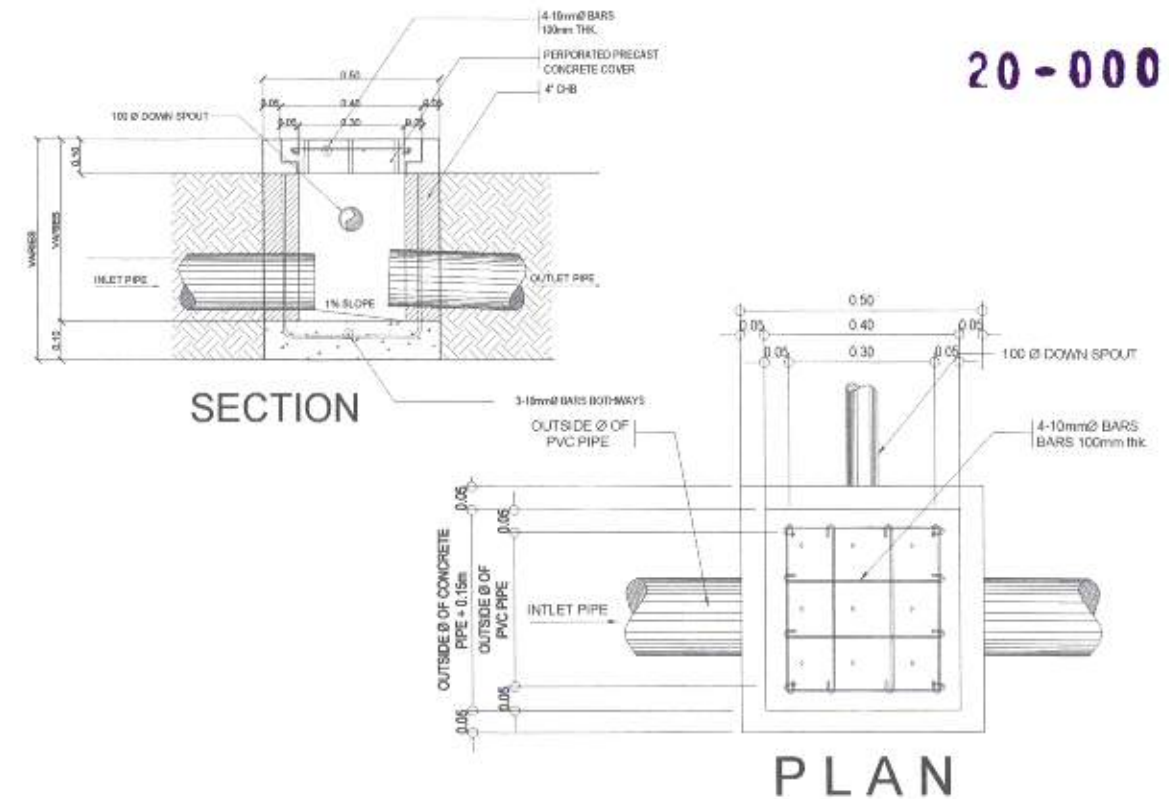 4-10mmØ BARS
100mm THK.
PERPORATED PRECAST
CONCRETE COVER
4" CHB
20-000
0.50
0.05 0.40 0.05
0.05 0.30 0.05
100 Ø DOWN SPOUT
0.10
VARIES
VARIES
INLET PIPE
OUTLET PIPE
1% SLOPE
0.10
SECTION
3-10mmØ BARS BOTHWAYS
0.50
0.05 0.40 0.05
0.05 0.30 0.05
100 Ø DOWN SPOUT
OUTSIDE Ø OF
PVC PIPE
4-10mmØ BARS
BARS 100mm thk.
0.05
0.05
OUTSIDE Ø OF CONCRETE
PIPE + 0.15m
OUTSIDE Ø OF
PVC PIPE
INTLET PIPE
0.05
0.05
PLAN